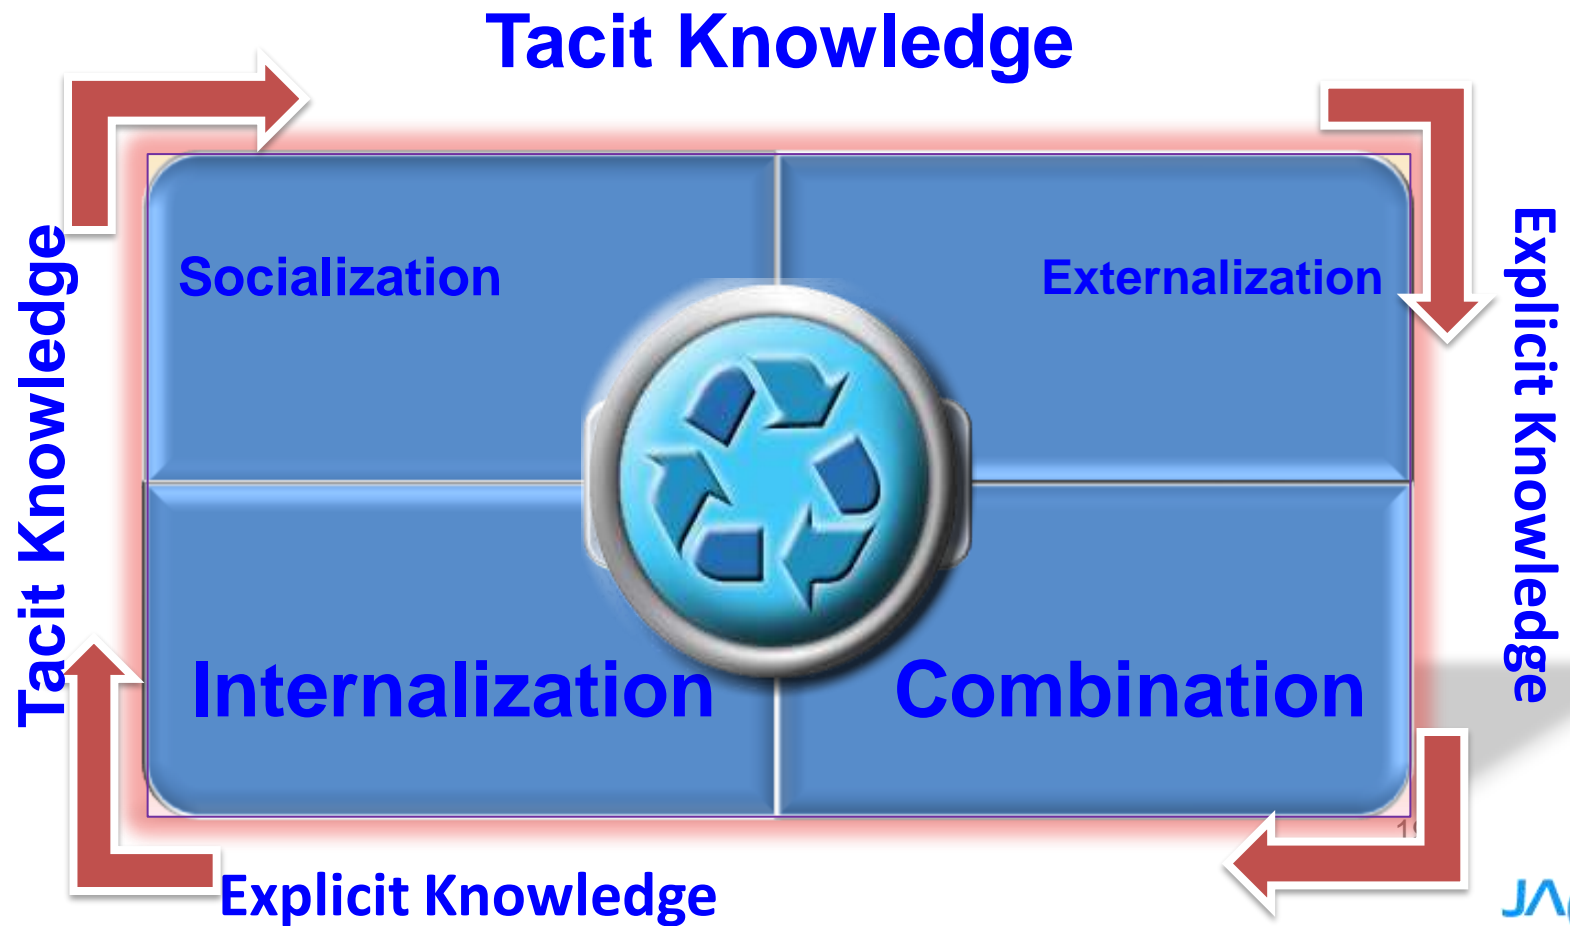 Tacit Knowledge
Tacit Knowledge
Socialization
Externalization
Explicit Knowledge
Internalization
Combination
Explicit Knowledge